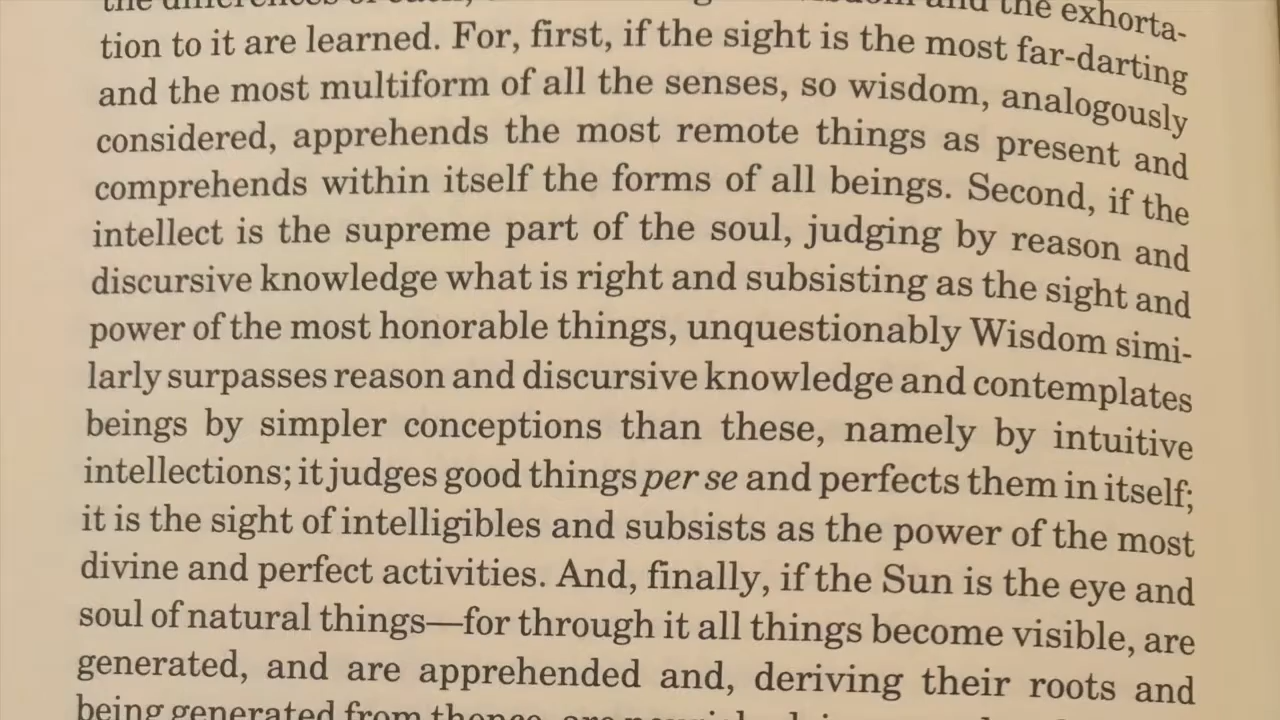 the exhorta-
tion to it are learned. For, first, if the sight is the most far-darting
and the most multiform of all the senses, so wisdom, analogously
considered, apprehends the most remote things as present and
comprehends within itself the forms of all beings. Second, if the
intellect is the supreme part of the soul, judging by reason and
discursive knowledge what is right and subsisting as the sight and
power of the most honorable things, unquestionably Wisdom simi-
larly surpasses reason and discursive knowledge and contemplates
beings by simpler conceptions than these, namely by intuitive
intellections; it judges good things per se and perfects them in itself;
it is the sight of intelligibles and subsists as the power of the most
divine and perfect activities. And, finally, if the Sun is the eye and
soul of natural things—for through it all things become visible, are
generated, and are apprehended and, deriving their roots and
being generated from thence, are